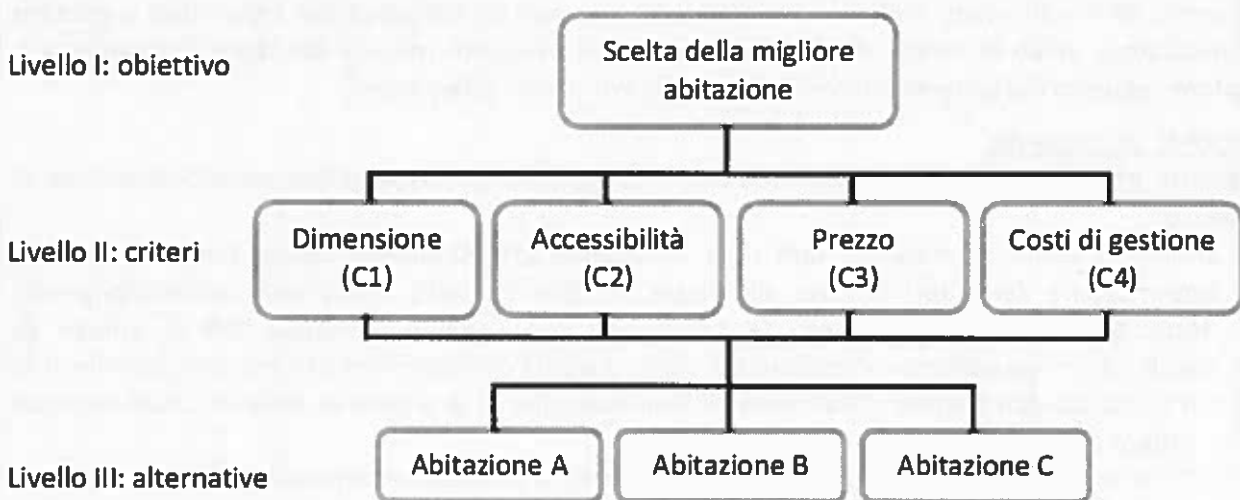 Livello I: obiettivo
Scelta della migliore
abitazione
Livello II: criteri
Dimensione
(C1)
Accessibilità
(C2)
Prezzo
(C3)
Costi di gestione
(C4)
Livello III: alternative
Abitazione A
Abitazione B
Abitazione C